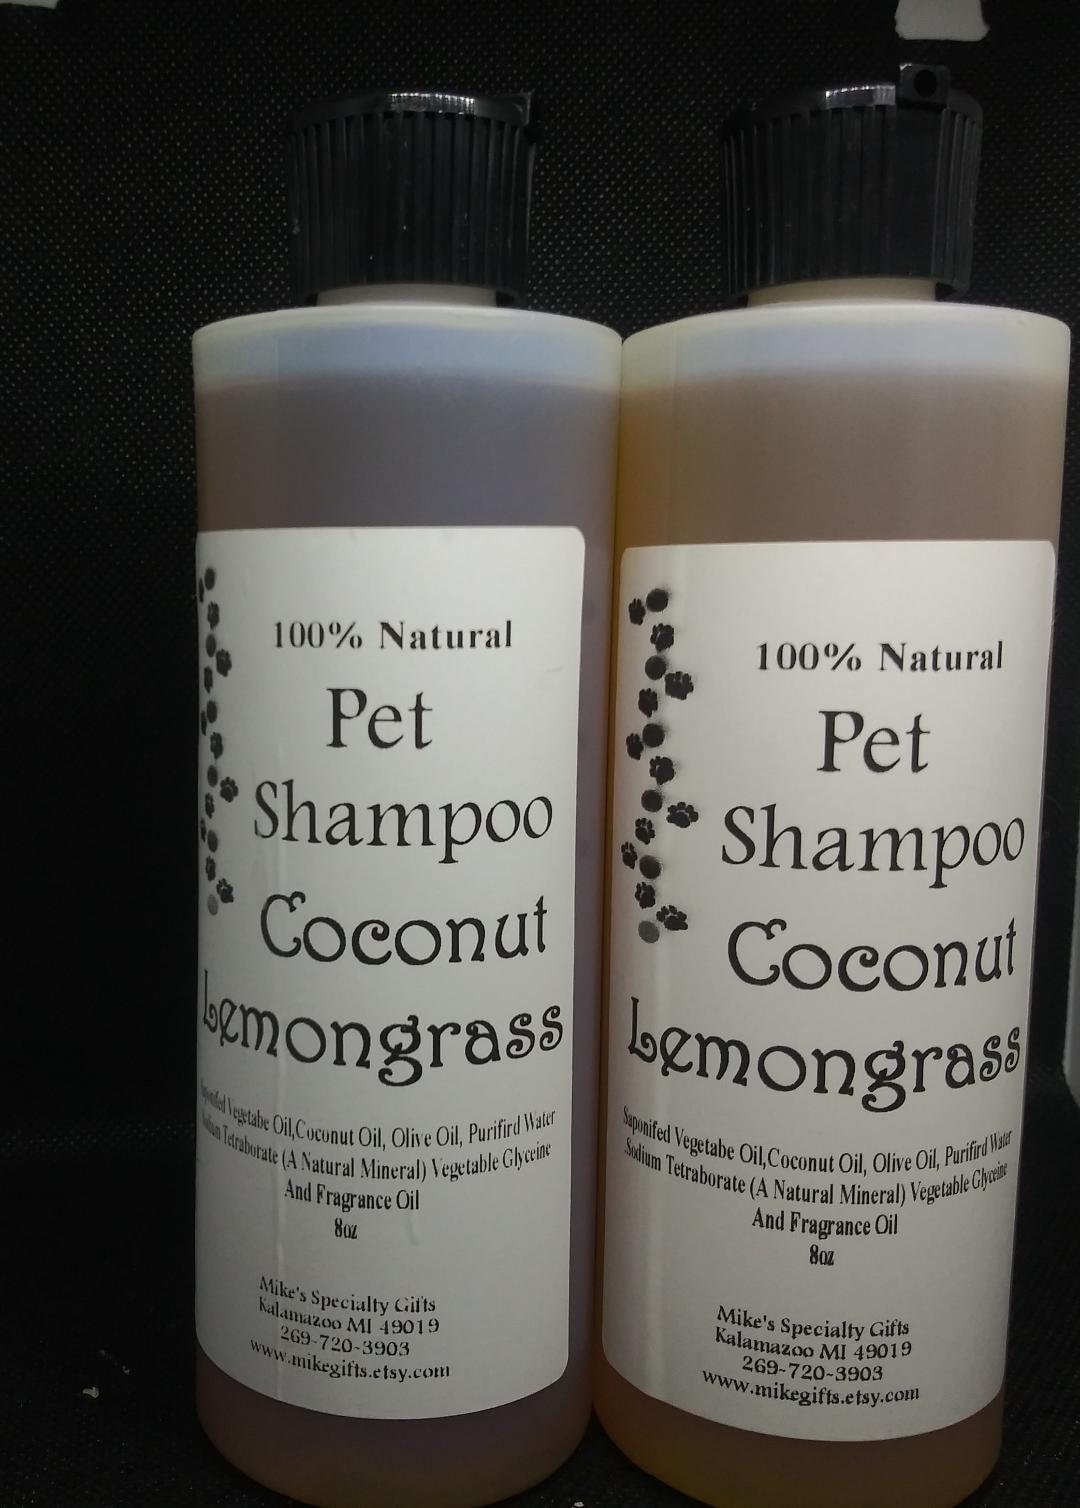 100% Natural
Pet
Shampoo
Coconut
Lemongrass
Saponifed Vegetabe Oil,Coconut Oil, Olive Oil, Purifird Water
Sodium Tetraborate (A Natural Mineral) Vegetable Glyceine
And Fragrance Oil
8oz
Mike's Specialty Gifts
Kalamazoo MI 49019
269-720-3903
www.mikegifts.etsy.com
100% Natural
Pet
Shampoo
Coconut
Lemongrass
Saponifed Vegetabe Oil,Coconut Oil, Olive Oil, Purifird Water
Sodium Tetraborate (A Natural Mineral) Vegetable Glyceine
And Fragrance Oil
8oz
Mike's Specialty Gifts
Kalamazoo MI 49019
269-720-3903
www.mikegifts.etsy.com